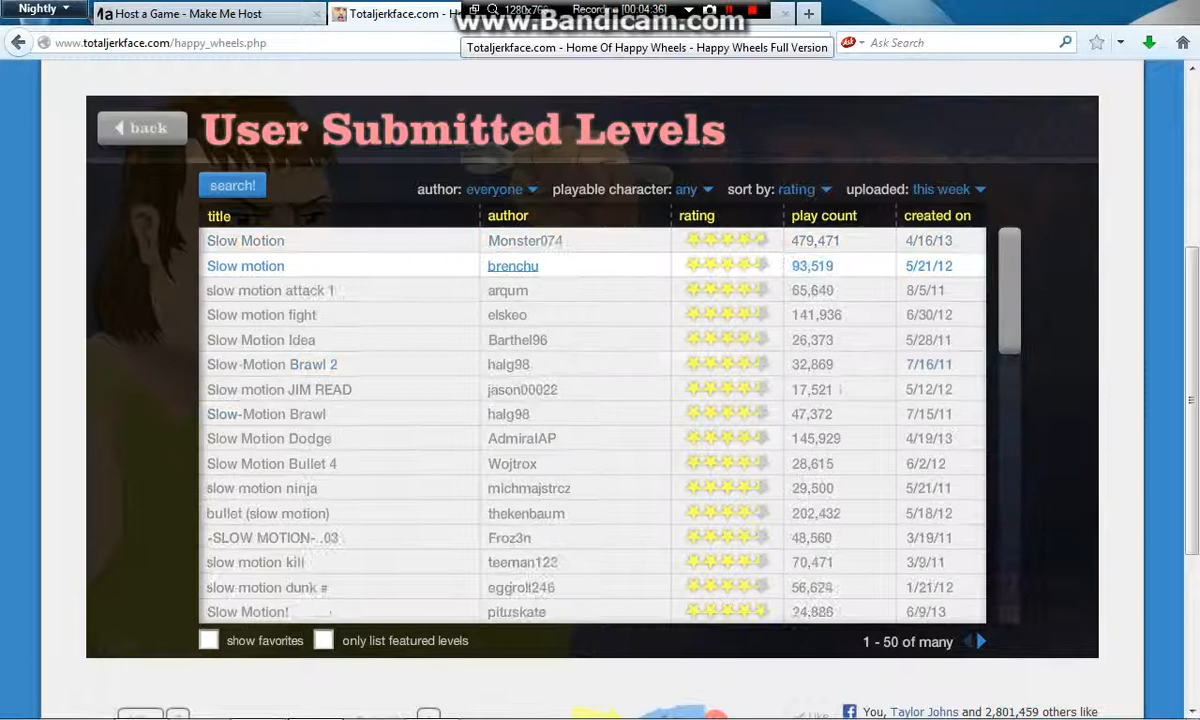 Nightly
Host a Game - Make Me Host
Totaljerkface.com - H
1280x766
Recording [00:04:36]
www.Bandicam.com
www.totaljerkface.com/happy_wheels.php
Ask Search
Totaljerkface.com - Home Of Happy Wheels - Happy Wheels Full Version
back
User Submitted Levels
search!
author: everyone playable character: any sort by: rating uploaded: this week
title author rating play count created on
Slow Motion Monster074 479,471 4/16/13
Slow motion brenchu 93,519 5/21/12
slow motion attack 1 arqum 65,640 8/5/11
Slow motion fight elskeo 141,936 6/30/12
Slow Motion Idea Barthel96 26,373 5/28/11
Slow-Motion Brawl 2 halg98 32,869 7/16/11
Slow motion JIM READ jason00022 17,521 5/12/12
Slow-Motion Brawl halg98 47,372 7/15/11
Slow Motion Dodge AdmiralAP 145,929 4/19/13
Slow Motion Bullet 4 Wojtrox 28,615 6/2/12
slow motion ninja michmajstrcz 29,500 5/21/11
bullet (slow motion) thekenbaum 202,432 5/18/12
-SLOW MOTION-..03 Froz3n 48,560 3/19/11
slow motion kill teeman123 70,471 3/9/11
slow motion dunk # eggroll246 56,624 1/21/12
Slow Motion! pituskate 24,886 6/9/13
show favorites only list featured levels 1 - 50 of many
Like You, Taylor Johns and 2,801,459 others like